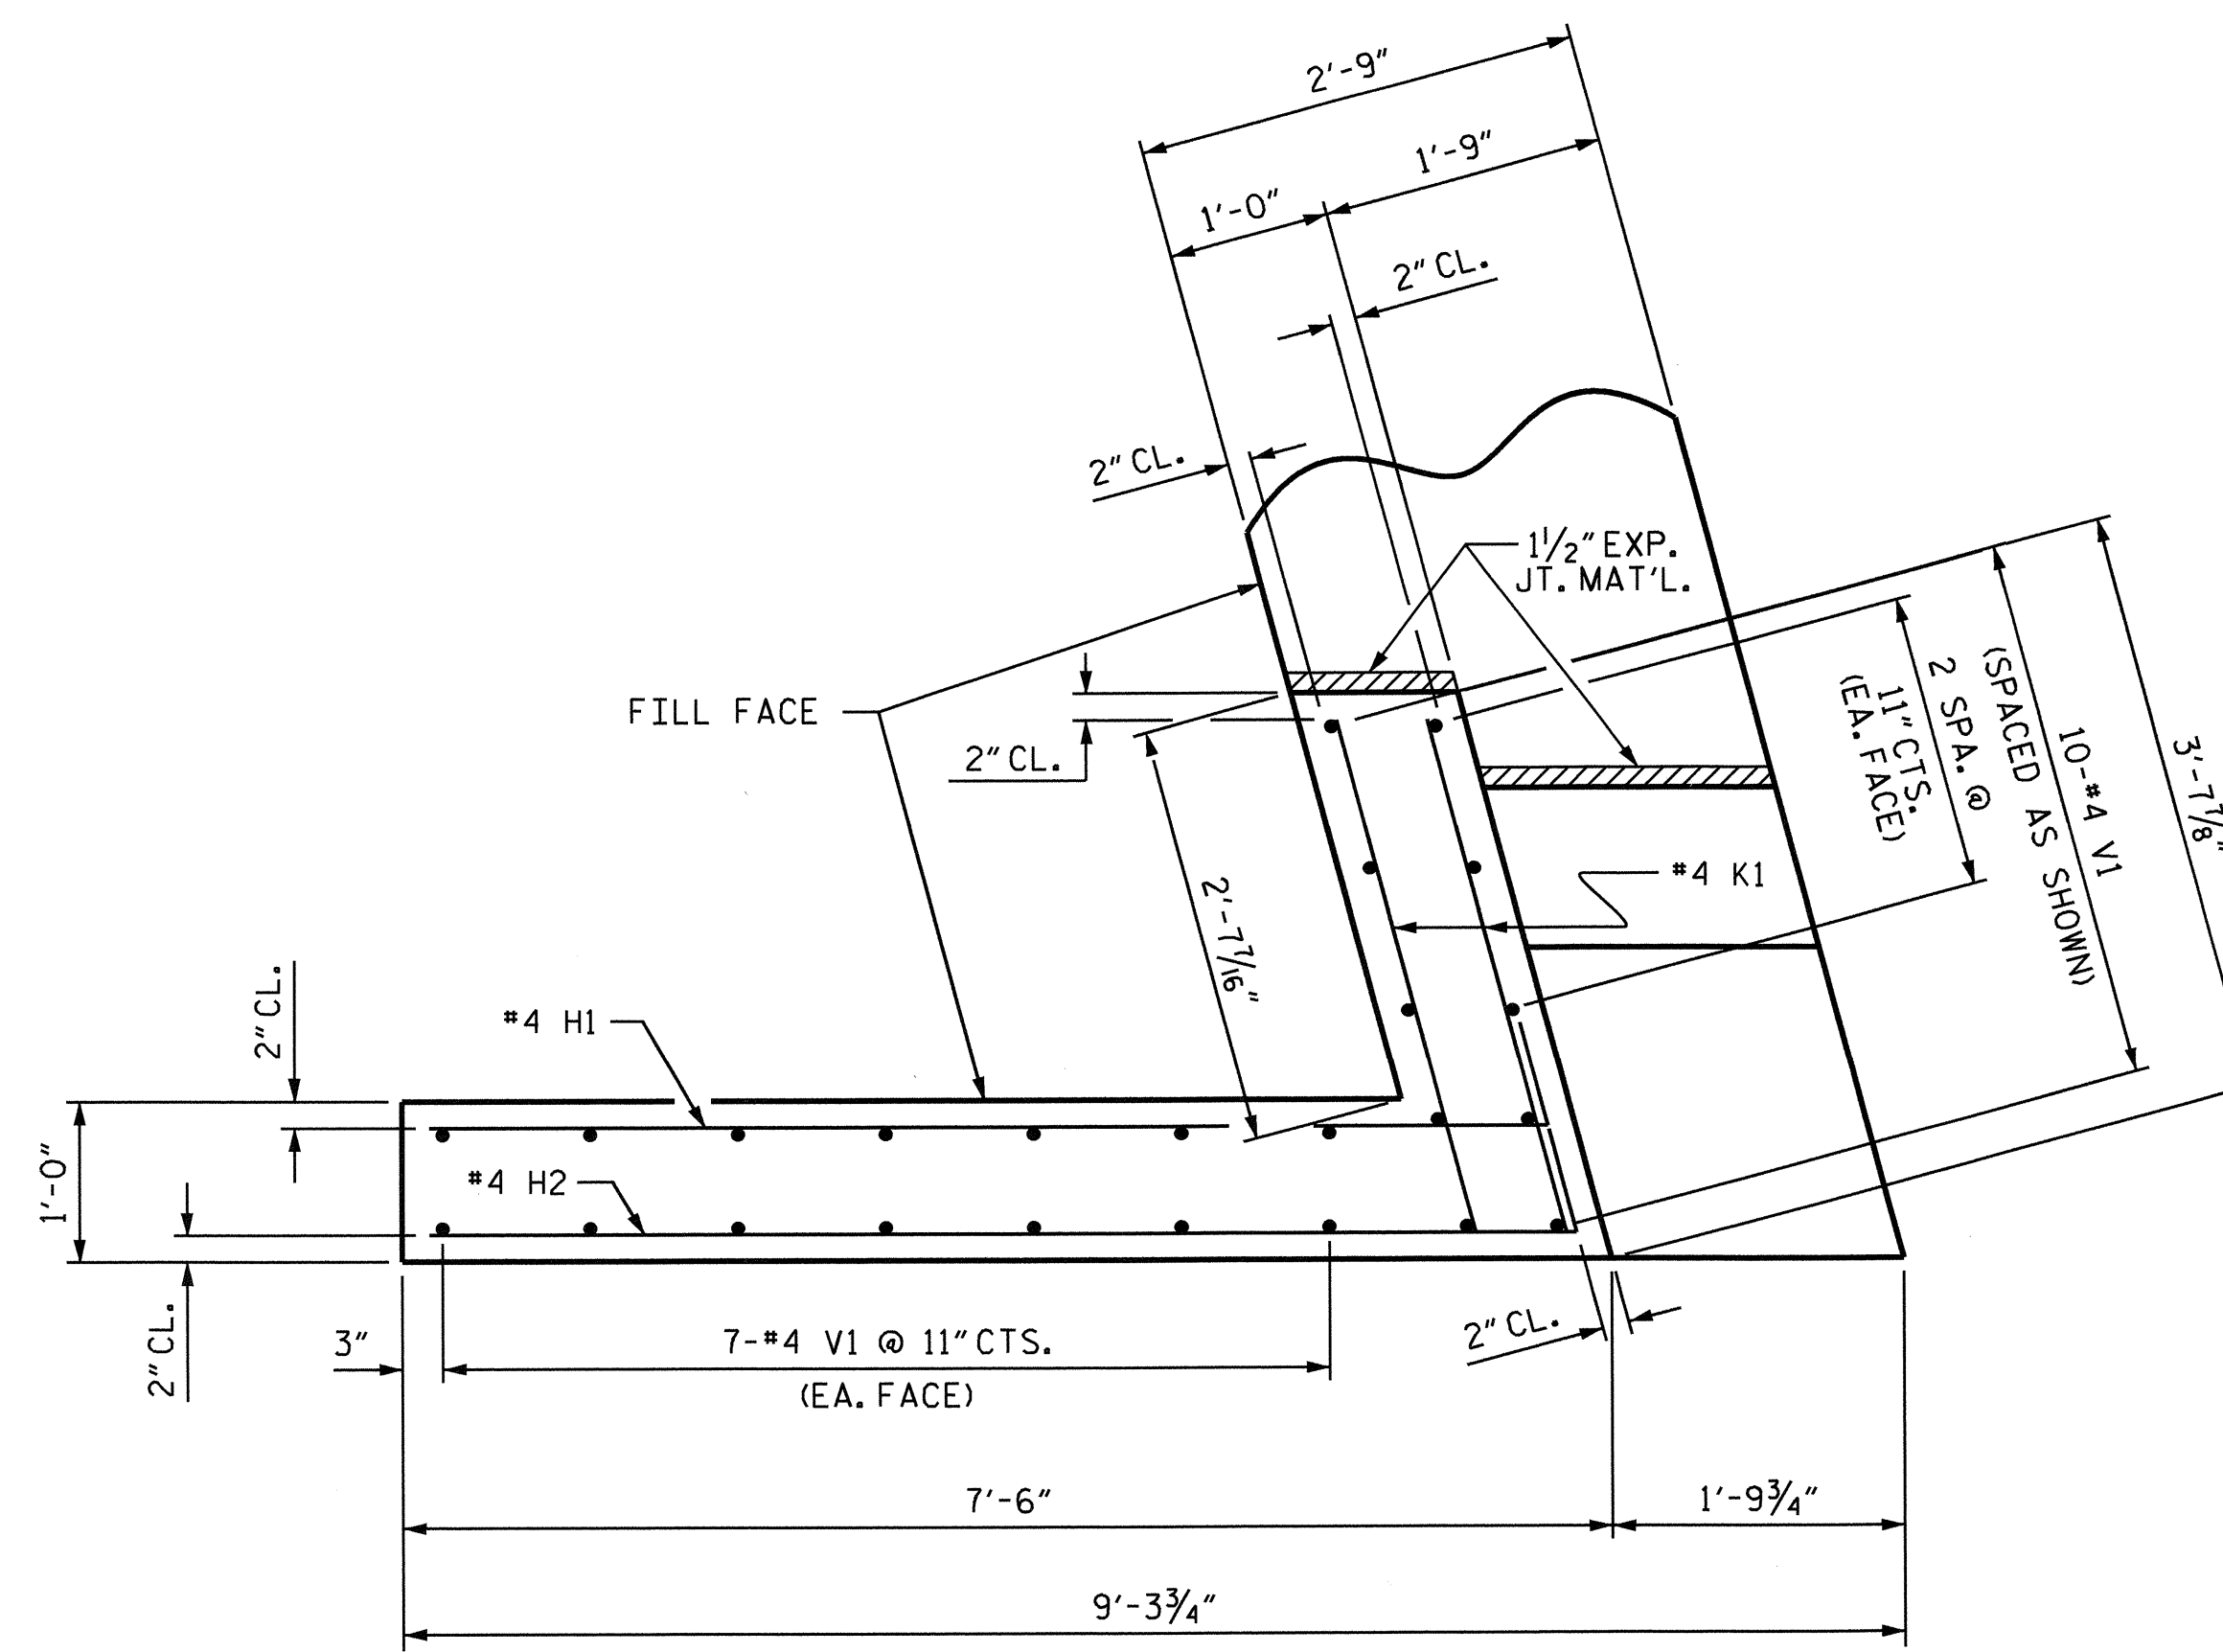 2'-9"
1'-9"
1'-0"
2" CL.
2" CL.
1½" EXP.
JT. MAT'L.
FILL FACE
2" CL.
2 SPA. @
11" CTS.
(EA. FACE)
10-#4 V1
(SPACED AS SHOWN)
3'-7⅞"
#4 K1
2'-7 7/16"
2" CL.
#4 H1
#4 H2
1'-0"
2" CL.
3"
7-#4 V1 @ 11" CTS.
(EA. FACE)
2" CL.
7'-6"
1'-9¾"
9'-3¾"